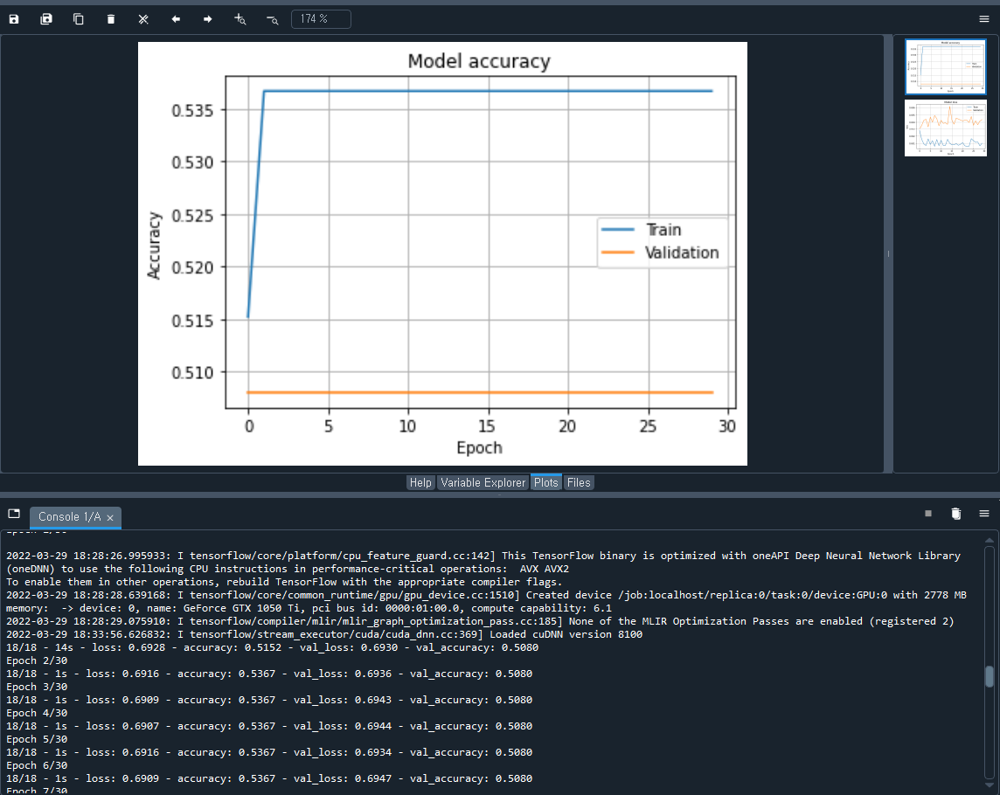 174 %
Model accuracy
0.535
0.530
0.525
0.520
0.515
0.510
Accuracy
Train
Validation
0 5 10 15 20 25 30
Epoch
Help Variable Explorer Plots Files
Console 1/A ×
2022-03-29 18:28:26.995933: I tensorflow/core/platform/cpu_feature_guard.cc:142] This TensorFlow binary is optimized with oneAPI Deep Neural Network Library
(oneDNN) to use the following CPU instructions in performance-critical operations:  AVX AVX2
To enable them in other operations, rebuild TensorFlow with the appropriate compiler flags.
2022-03-29 18:28:28.639168: I tensorflow/core/common_runtime/gpu/gpu_device.cc:1510] Created device /job:localhost/replica:0/task:0/device:GPU:0 with 2778 MB
memory:  -> device: 0, name: GeForce GTX 1050 Ti, pci bus id: 0000:01:00.0, compute capability: 6.1
2022-03-29 18:28:29.075910: I tensorflow/compiler/mlir/mlir_graph_optimization_pass.cc:185] None of the MLIR Optimization Passes are enabled (registered 2)
2022-03-29 18:33:56.626832: I tensorflow/stream_executor/cuda/cuda_dnn.cc:369] Loaded cuDNN version 8100
18/18 - 14s - loss: 0.6928 - accuracy: 0.5152 - val_loss: 0.6930 - val_accuracy: 0.5080
Epoch 2/30
18/18 - 1s - loss: 0.6916 - accuracy: 0.5367 - val_loss: 0.6936 - val_accuracy: 0.5080
Epoch 3/30
18/18 - 1s - loss: 0.6909 - accuracy: 0.5367 - val_loss: 0.6943 - val_accuracy: 0.5080
Epoch 4/30
18/18 - 1s - loss: 0.6907 - accuracy: 0.5367 - val_loss: 0.6944 - val_accuracy: 0.5080
Epoch 5/30
18/18 - 1s - loss: 0.6916 - accuracy: 0.5367 - val_loss: 0.6934 - val_accuracy: 0.5080
Epoch 6/30
18/18 - 1s - loss: 0.6909 - accuracy: 0.5367 - val_loss: 0.6947 - val_accuracy: 0.5080
Epoch 7/30